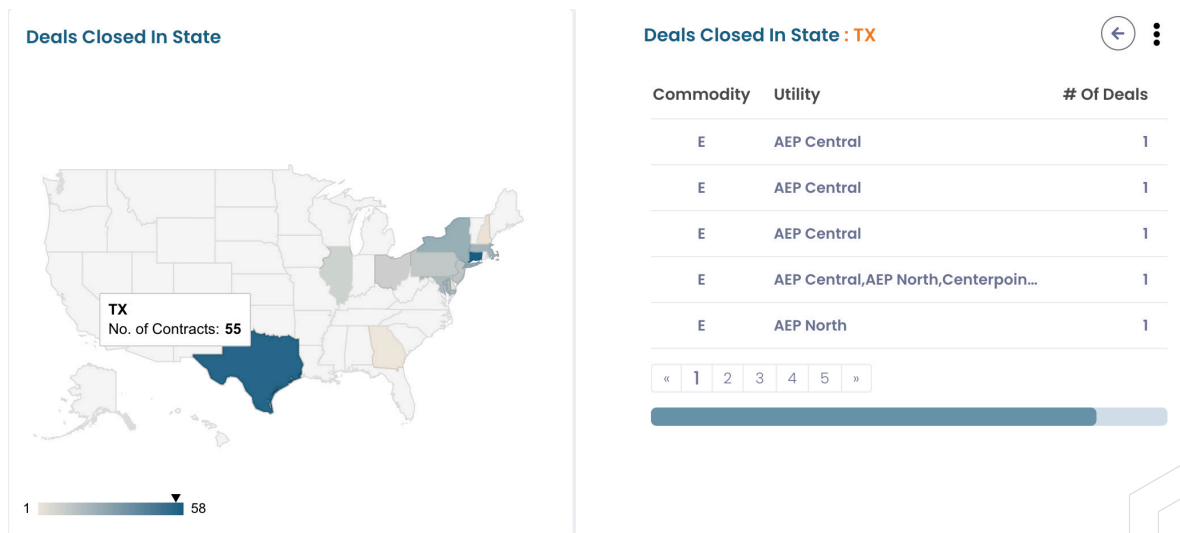 Deals Closed In State
TX
No. of Contracts: 55
1
58
Deals Closed In State : TX
Commodity Utility # Of Deals
E AEP Central 1
E AEP Central 1
E AEP Central 1
E AEP Central,AEP North,Centerpoin... 1
E AEP North 1
« 1 2 3 4 5 »